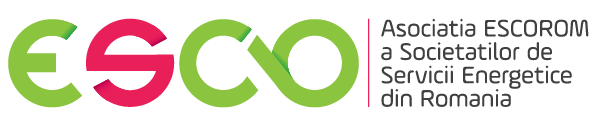 ESCO
Asociatia ESCOROM
a Societatilor de
Servicii Energetice
din Romania